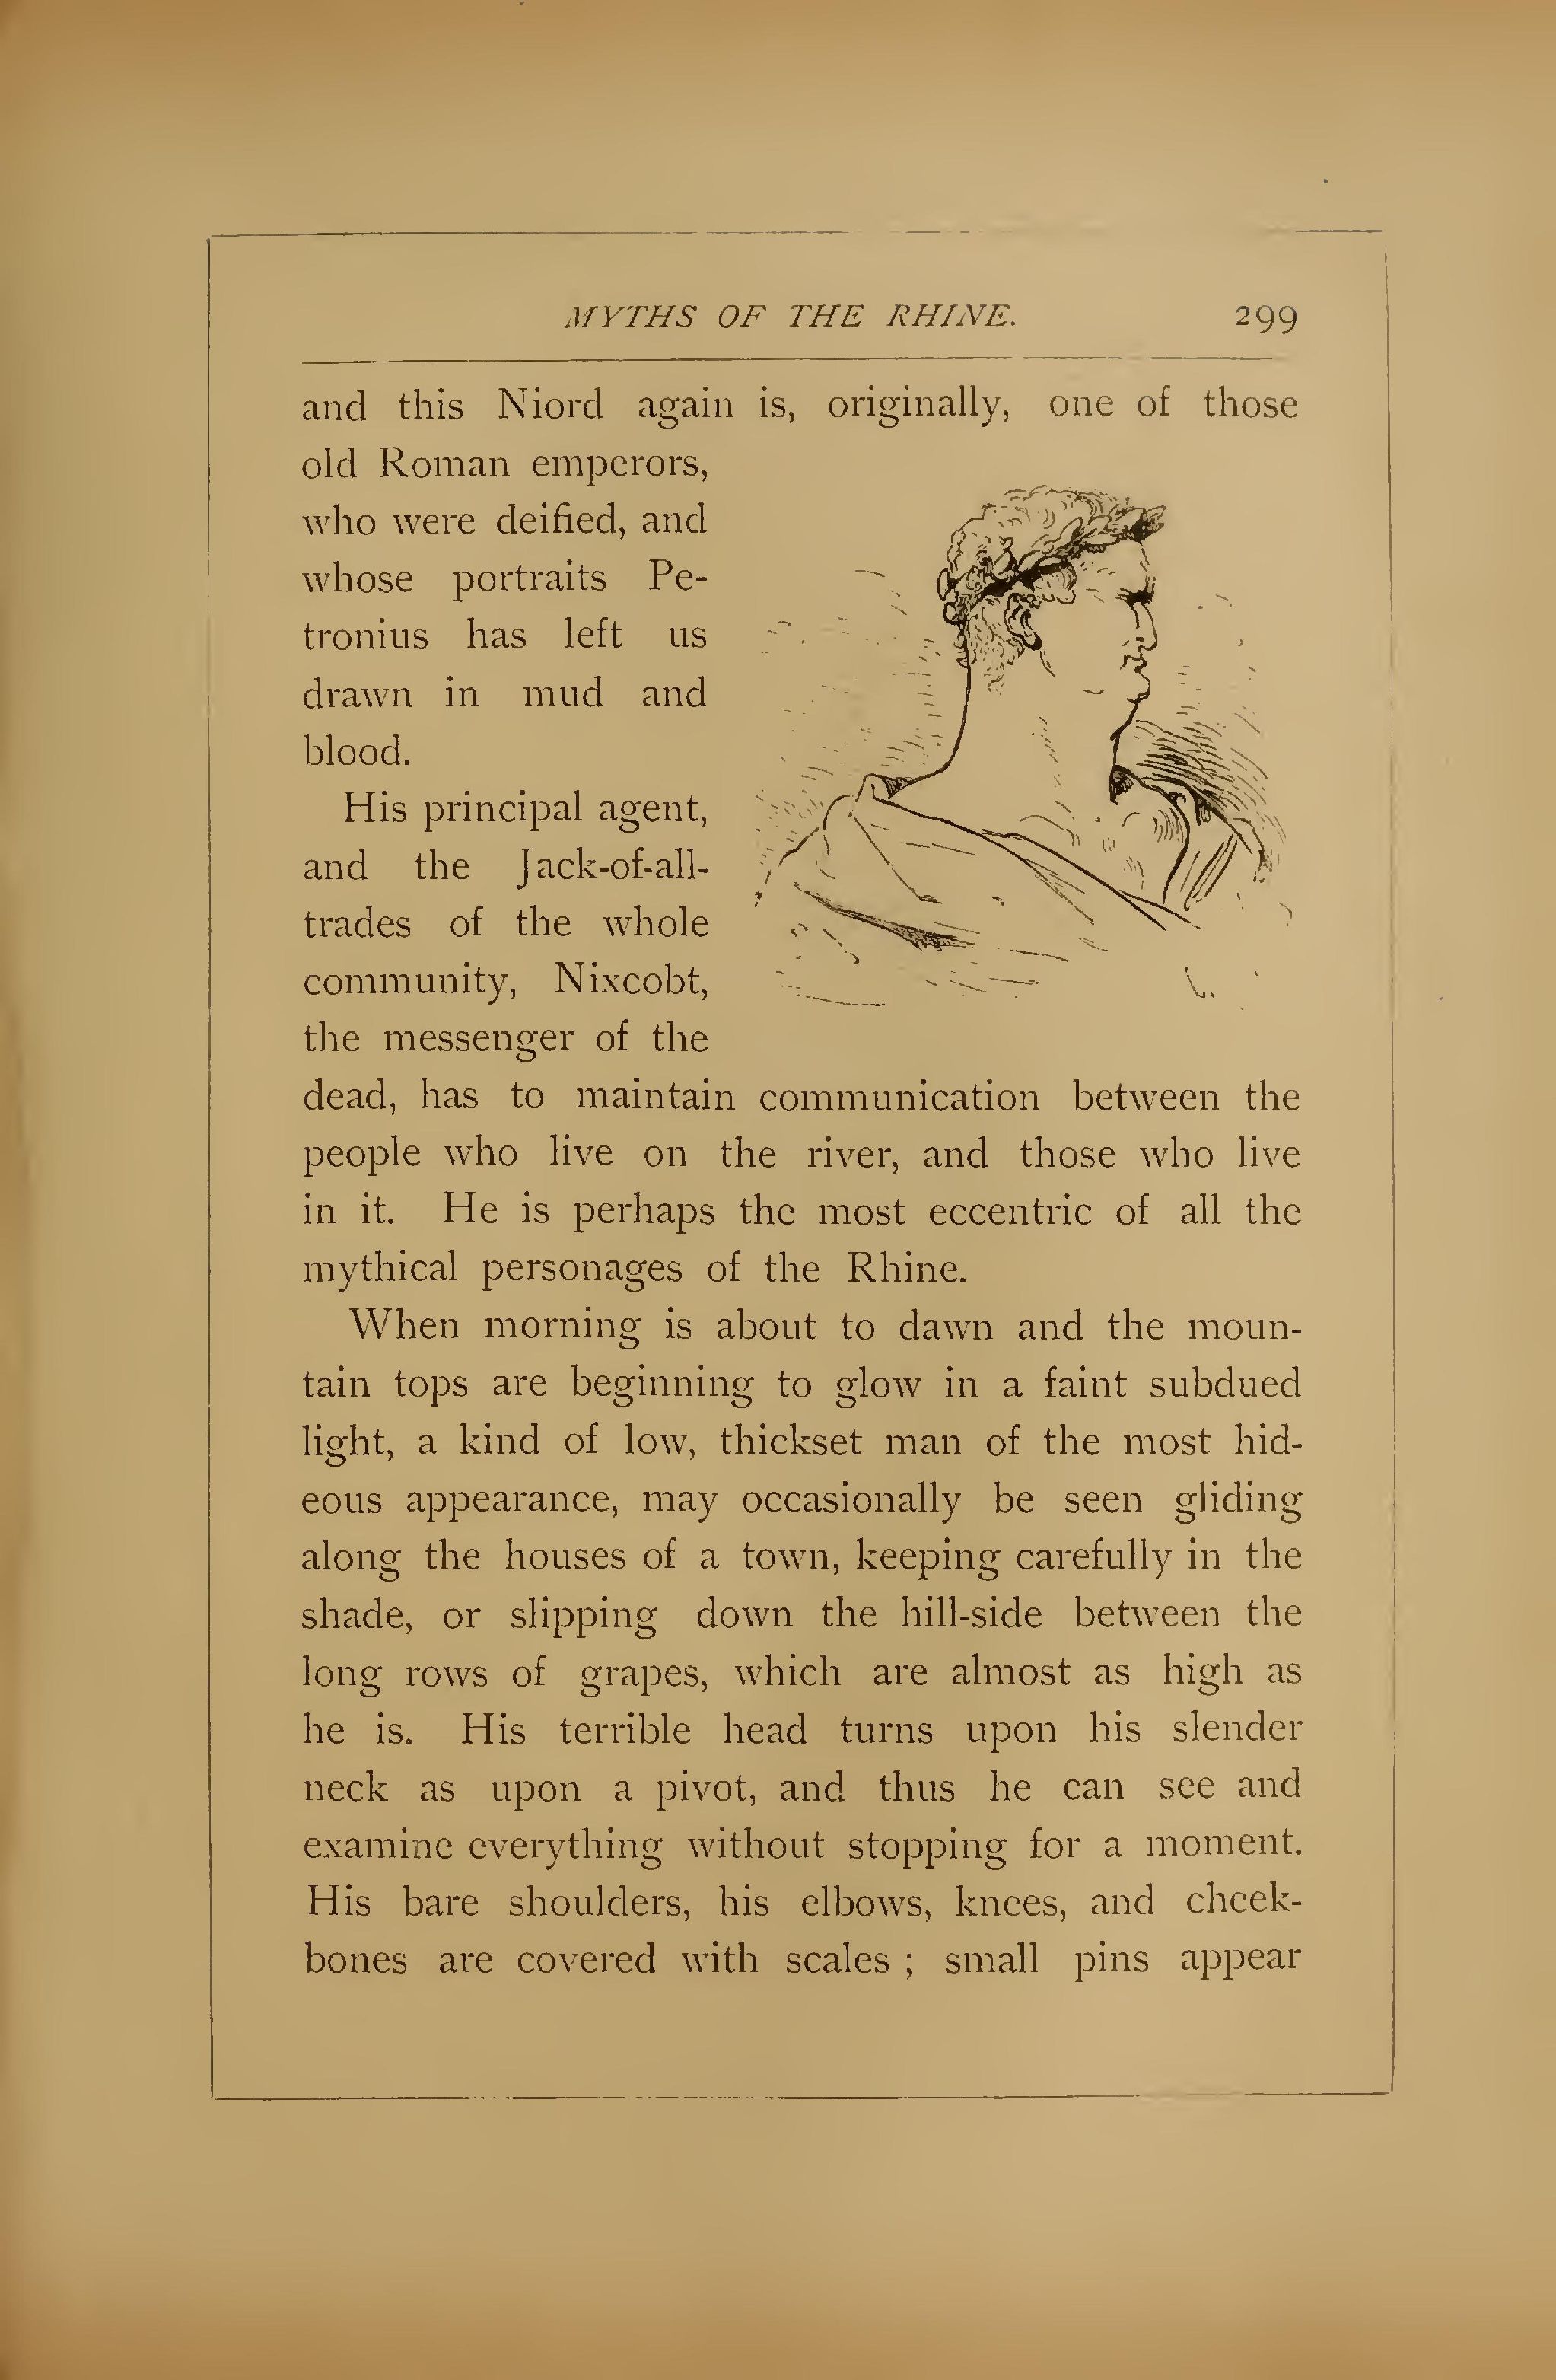 MYTHS OF THE RHINE. 299
and this Niord again is, originally, one of those
old Roman emperors,
who were deified, and
whose portraits Pe-
tronius has left us
drawn in mud and
blood.
His principal agent,
and the Jack-of-all-
trades of the whole
community, Nixcobt,
the messenger of the
dead, has to maintain communication between the
people who live on the river, and those who live
in it. He is perhaps the most eccentric of all the
mythical personages of the Rhine.
When morning is about to dawn and the moun-
tain tops are beginning to glow in a faint subdued
light, a kind of low, thickset man of the most hid-
eous appearance, may occasionally be seen gliding
along the houses of a town, keeping carefully in the
shade, or slipping down the hill-side between the
long rows of grapes, which are almost as high as
he is. His terrible head turns upon his slender
neck as upon a pivot, and thus he can see and
examine everything without stopping for a moment.
His bare shoulders, his elbows, knees, and cheek-
bones are covered with scales ; small pins appear